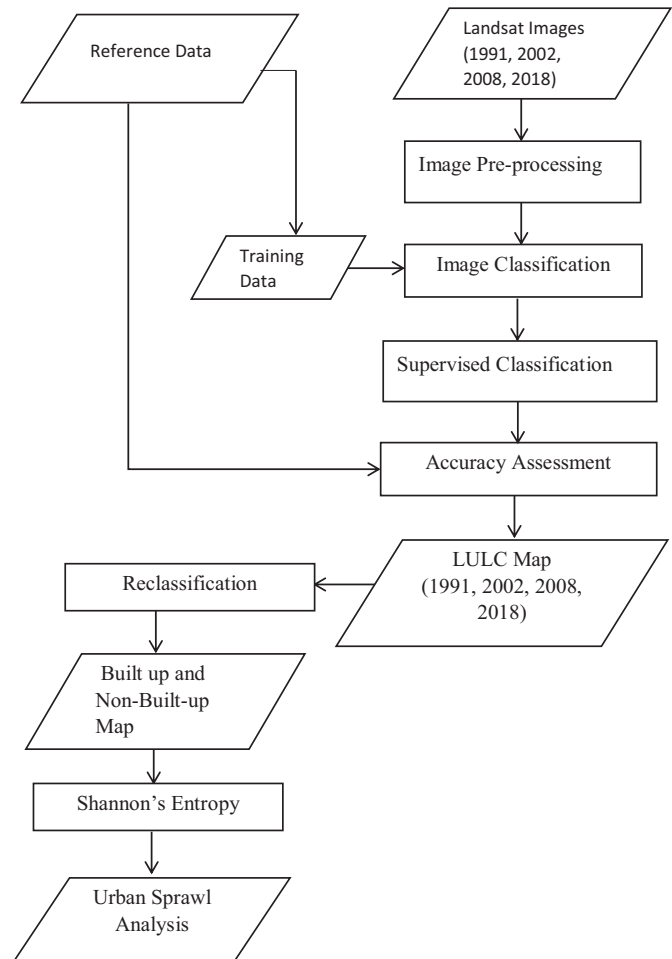 Reference Data
Landsat Images
(1991, 2002,
2008, 2018)
Image Pre-processing
Training
Data
Image Classification
Supervised Classification
Accuracy Assessment
LULC Map
(1991, 2002, 2008,
2018)
Reclassification
Built up and
Non-Built-up
Map
Shannon’s Entropy
Urban Sprawl
Analysis